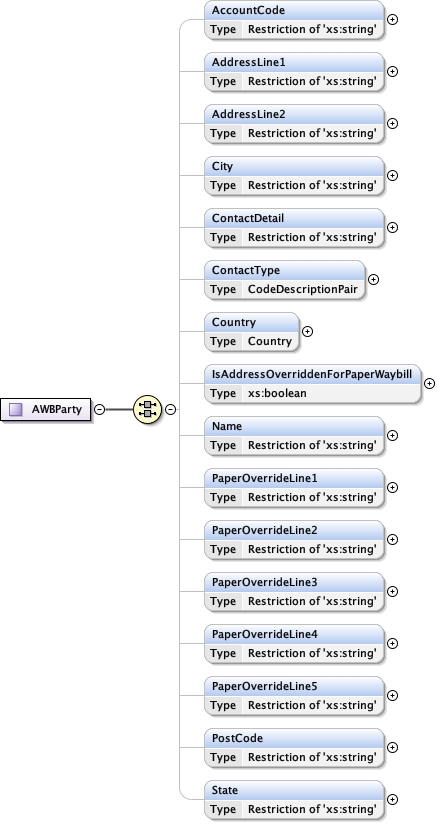 AccountCode
Type Restriction of 'xs:string'
AddressLine1
Type Restriction of 'xs:string'
AddressLine2
Type Restriction of 'xs:string'
City
Type Restriction of 'xs:string'
ContactDetail
Type Restriction of 'xs:string'
ContactType
Type CodeDescriptionPair
Country
Type Country
IsAddressOverriddenForPaperWaybill
Type xs:boolean
AWBParty
Name
Type Restriction of 'xs:string'
PaperOverrideLine1
Type Restriction of 'xs:string'
PaperOverrideLine2
Type Restriction of 'xs:string'
PaperOverrideLine3
Type Restriction of 'xs:string'
PaperOverrideLine4
Type Restriction of 'xs:string'
PaperOverrideLine5
Type Restriction of 'xs:string'
PostCode
Type Restriction of 'xs:string'
State
Type Restriction of 'xs:string'